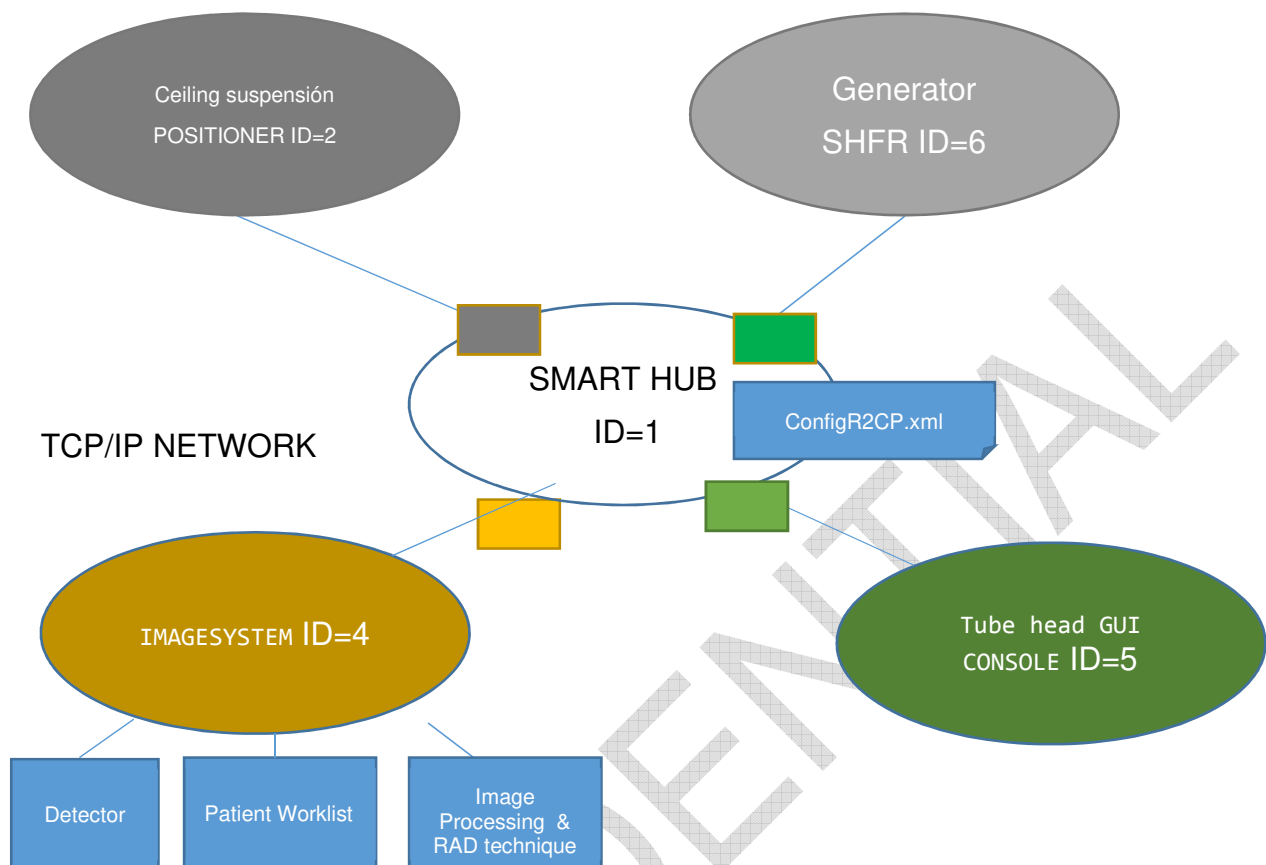 Ceiling suspensión
POSITIONER ID=2
Generator
SHFR ID=6
SMART HUB
ID=1
ConfigR2CP.xml
TCP/IP NETWORK
IMAGESYSTEM ID=4
Tube head GUI
CONSOLE ID=5
Detector
Patient Worklist
Image
Processing &
RAD technique
ENTIAL